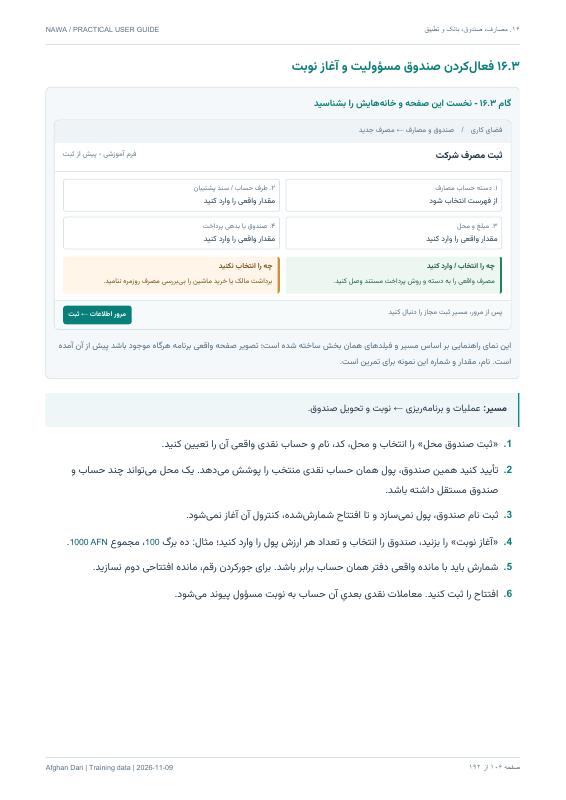 ۱۶. مصارف، صندوق، بانک و تطبیق
NAWA / PRACTICAL USER GUIDE
۱۶.۳ فعال‌کردن صندوق مسؤولیت و آغاز نوبت
گام ۱۶.۳ - نخست این صفحه و خانه‌هایش را بشناسید
فضای کاری / صندوق و مصارف ← مصرف جدید
ثبت مصرف شرکت
فرم آموزشی - پیش از ثبت
۱. دسته حساب مصارف
از فهرست انتخاب شود
۲. طرف حساب / سند پشتیبان
مقدار واقعی را وارد کنید
۳. مبلغ و محل
مقدار واقعی را وارد کنید
۴. صندوق یا بدهی پرداخت
مقدار واقعی را وارد کنید
چه را انتخاب / وارد کنید
مصرف واقعی را به دسته و روش پرداخت مستند وصل کنید.
چه را انتخاب نکنید
برداشت مالک یا خرید ماشین را بی‌بررسی مصرف روزمره ننامید.
پس از مرور، مسیر ثبت مجاز را دنبال کنید
مرور اطلاعات ← ثبت
این نمای راهنمایی بر اساس مسیر و فیلدهای همان بخش ساخته شده است؛ تصویر صفحه واقعی برنامه هرگاه موجود باشد پیش از آن آمده
است. نام، مقدار و شماره این نمونه برای تمرین است.
مسیر: عملیات و برنامه‌ریزی ← نوبت و تحویل صندوق.
1. «ثبت صندوق محل» را انتخاب و محل، کد، نام و حساب نقدی واقعی آن را تعیین کنید.
2. تأیید کنید همین صندوق، پول همان حساب نقدی منتخب را پوشش می‌دهد. یک محل می‌تواند چند حساب و
صندوق مستقل داشته باشد.
3. ثبت نام صندوق، پول نمی‌سازد و تا افتتاح شمارش‌شده، کنترول آن آغاز نمی‌شود.
4. «آغاز نوبت» را بزنید، صندوق را انتخاب و تعداد هر ارزش پول را وارد کنید؛ مثال: ده برگ 100، مجموع 1000 AFN.
5. شمارش باید با مانده واقعی دفتر همان حساب برابر باشد. برای جورکردن رقم، مانده افتتاحی دوم نسازید.
6. افتتاح را ثبت کنید. معاملات نقدی بعدیِ آن حساب به نوبت مسؤول پیوند می‌شود.
صفحه ۱۰۶ از ۱۹۲
Afghan Dari | Training data | 2026-11-09